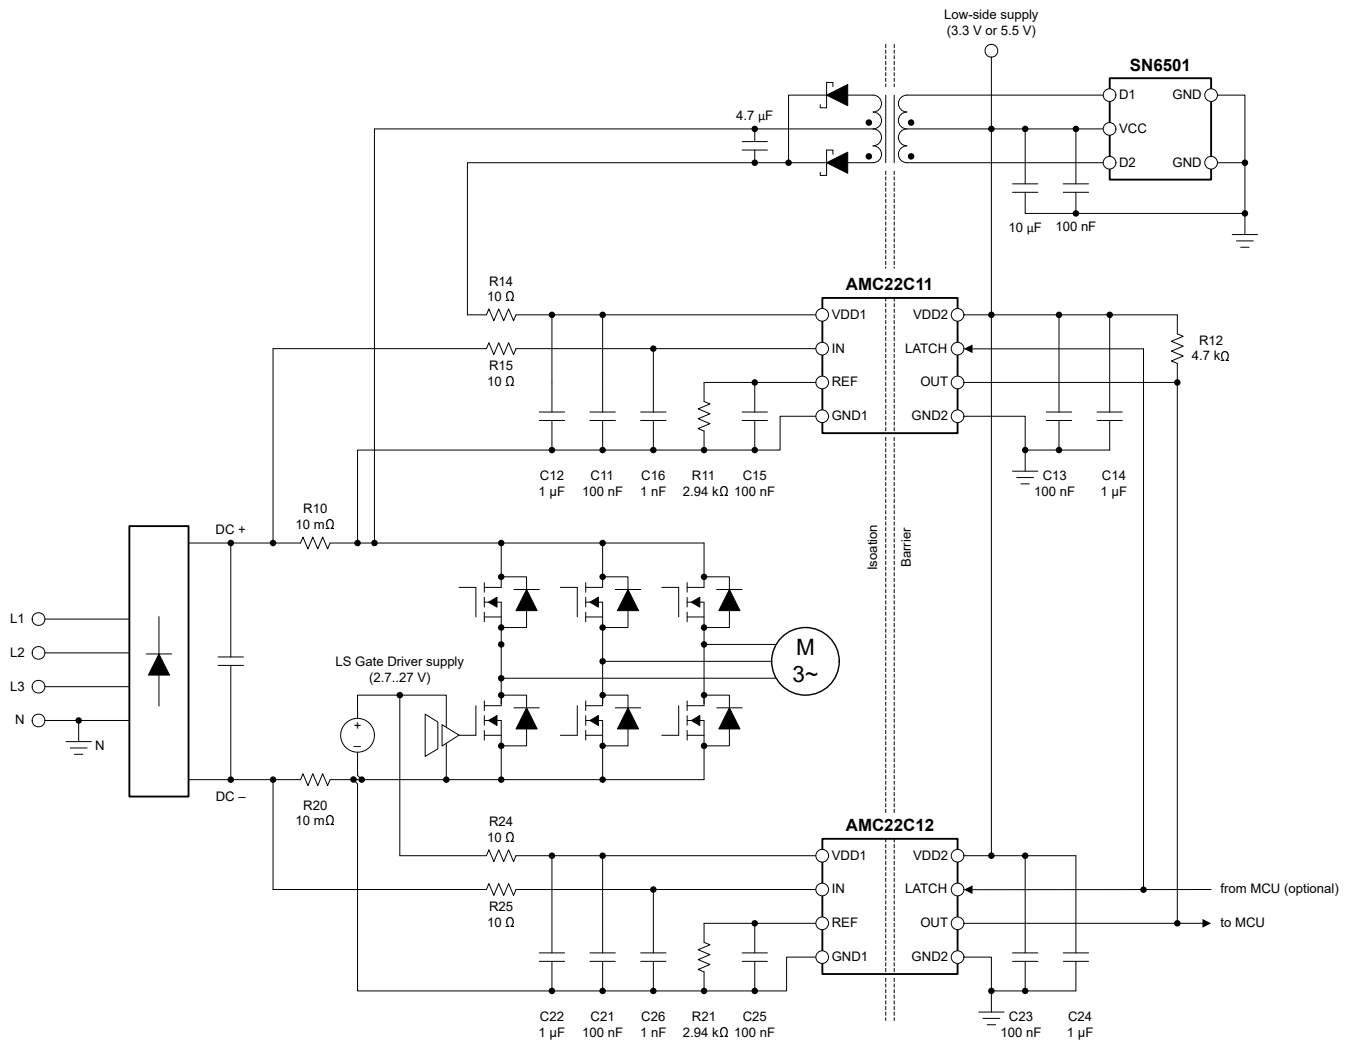 Low-side supply
(3.3 V or 5.5 V)
SN6501
D1
GND
4.7 µF
VCC
D2
GND
10 µF
100 nF
AMC22C11
R14
10 Ω
VDD1
VDD2
R12
4.7 kΩ
IN
LATCH
R15
10 Ω
REF
OUT
GND1
GND2
C12
1 µF
C11
100 nF
C16
1 nF
R11
2.94 kΩ
C15
100 nF
C13
100 nF
C14
1 µF
R10
10 mΩ
DC +
Isoation
Barrier
L1
L2
L3
N
N
M
3~
LS Gate Driver supply
(2.7..27 V)
+
–
DC –
R20
10 mΩ
AMC22C12
R24
10 Ω
VDD1
VDD2
IN
LATCH
from MCU (optional)
R25
10 Ω
REF
OUT
to MCU
GND1
GND2
C22
1 µF
C21
100 nF
C26
1 nF
R21
2.94 kΩ
C25
100 nF
C23
100 nF
C24
1 µF